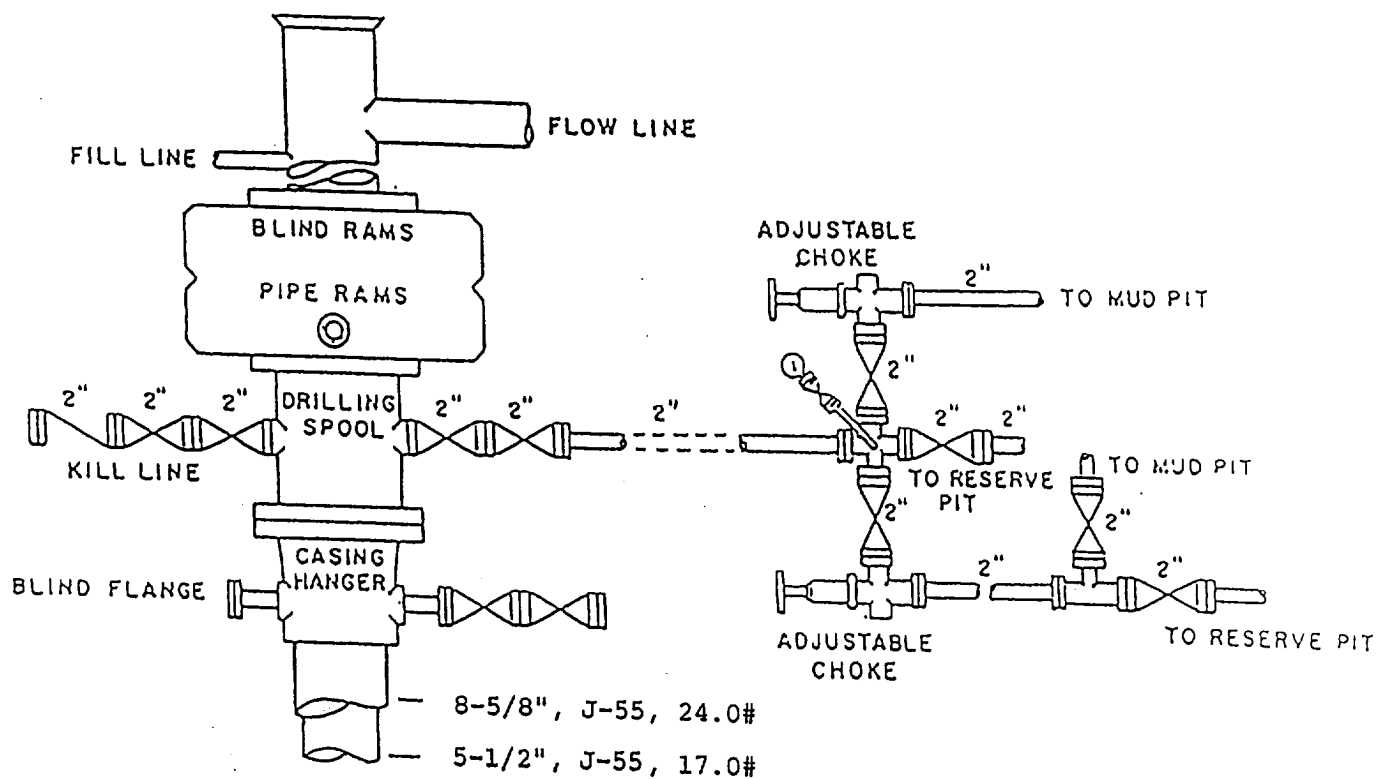 FLOW LINE
FILL LINE
BLIND RAMS
PIPE RAMS
ADJUSTABLE
CHOKE
2"
TO MUD PIT
2"
2"
2"
2"
DRILLING
SPOOL
2"
2"
2"
2"
2"
KILL LINE
TO RESERVE
PIT
TO MUD PIT
2"
2"
CASING
HANGER
BLIND FLANGE
2"
2"
ADJUSTABLE
CHOKE
TO RESERVE PIT
8-5/8", J-55, 24.0#
5-1/2", J-55, 17.0#